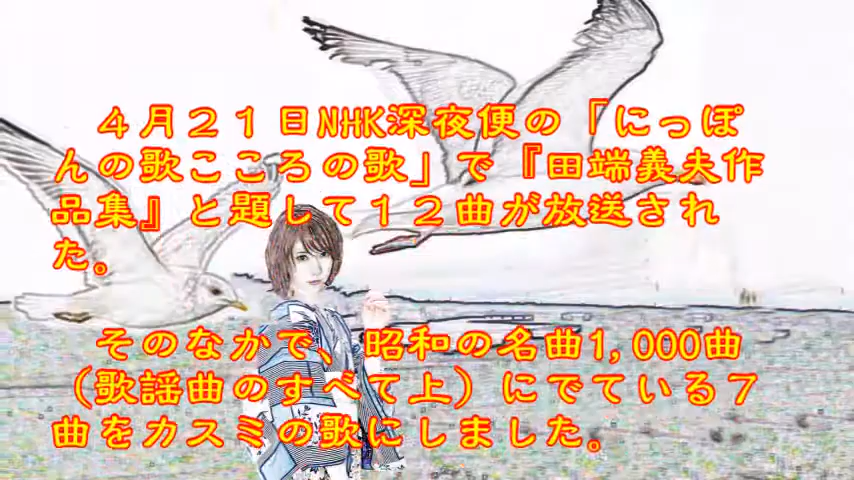 ４月２１日NHK深夜便の「にっぽ
んの歌こころの歌」で『田端義夫作
品集』と題して１２曲が放送され
た。
そのなかで、昭和の名曲1,000曲
（歌謡曲のすべて上）にでている７
曲をカスミの歌にしました。